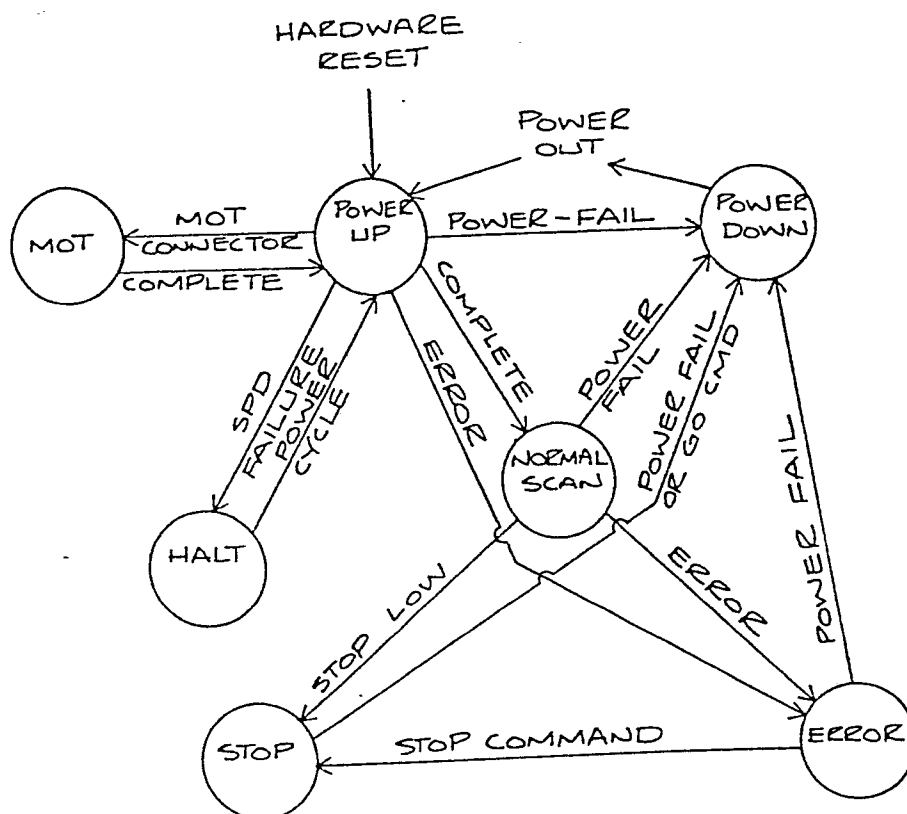 HARDWARE
RESET
POWER
OUT
POWER
UP
POWER
DOWN
MOT
MOT
CONNECTOR
COMPLETE
POWER-FAIL
COMPLETE
ERROR
SPD
FAILURE
POWER
CYCLE
POWER
FAIL
POWER FAIL
OR GO CMD
POWER FAIL
NORMAL
SCAN
HALT
STOP LOW
ERROR
STOP
STOP COMMAND
ERROR